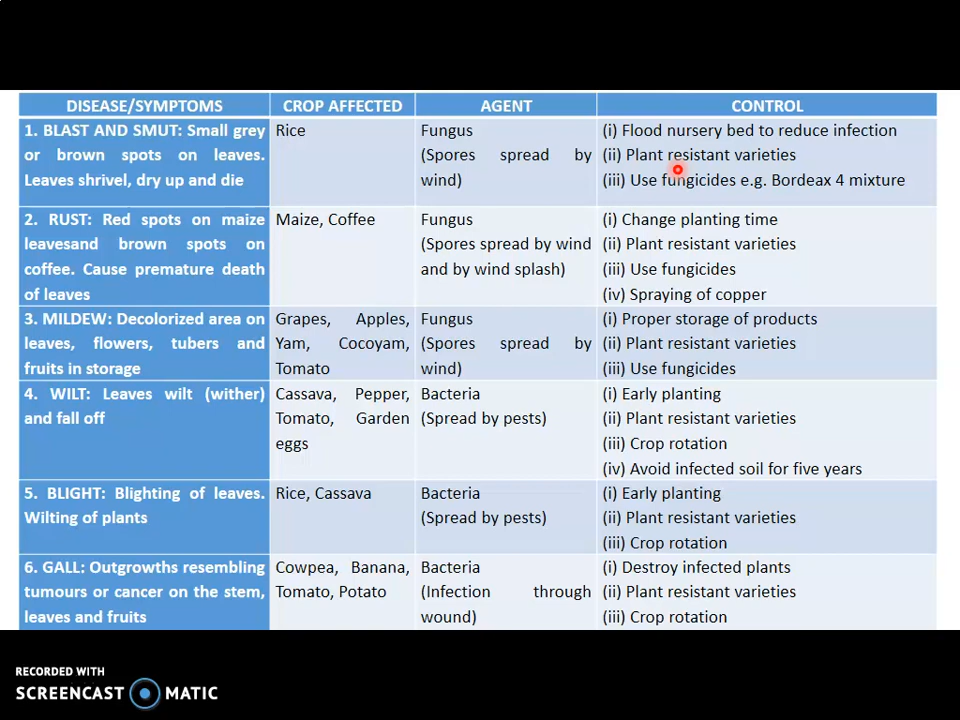 DISEASE/SYMPTOMS CROP AFFECTED AGENT CONTROL
1. BLAST AND SMUT: Small grey
or brown spots on leaves.
Leaves shrivel, dry up and die
Rice
Fungus
(Spores spread by
wind)
(i) Flood nursery bed to reduce infection
(ii) Plant resistant varieties
(iii) Use fungicides e.g. Bordeax 4 mixture
2. RUST: Red spots on maize
leavesand brown spots on
coffee. Cause premature death
of leaves
Maize, Coffee
Fungus
(Spores spread by wind
and by wind splash)
(i) Change planting time
(ii) Plant resistant varieties
(iii) Use fungicides
(iv) Spraying of copper
3. MILDEW: Decolorized area on
leaves, flowers, tubers and
fruits in storage
Grapes, Apples,
Yam, Cocoyam,
Tomato
Fungus
(Spores spread by
wind)
(i) Proper storage of products
(ii) Plant resistant varieties
(iii) Use fungicides
4. WILT: Leaves wilt (wither)
and fall off
Cassava, Pepper,
Tomato, Garden
eggs
Bacteria
(Spread by pests)
(i) Early planting
(ii) Plant resistant varieties
(iii) Crop rotation
(iv) Avoid infected soil for five years
5. BLIGHT: Blighting of leaves.
Wilting of plants
Rice, Cassava
Bacteria
(Spread by pests)
(i) Early planting
(ii) Plant resistant varieties
(iii) Crop rotation
6. GALL: Outgrowths resembling
tumours or cancer on the stem,
leaves and fruits
Cowpea, Banana,
Tomato, Potato
Bacteria
(Infection through
wound)
(i) Destroy infected plants
(ii) Plant resistant varieties
(iii) Crop rotation
RECORDED WITH
SCREENCAST MATIC